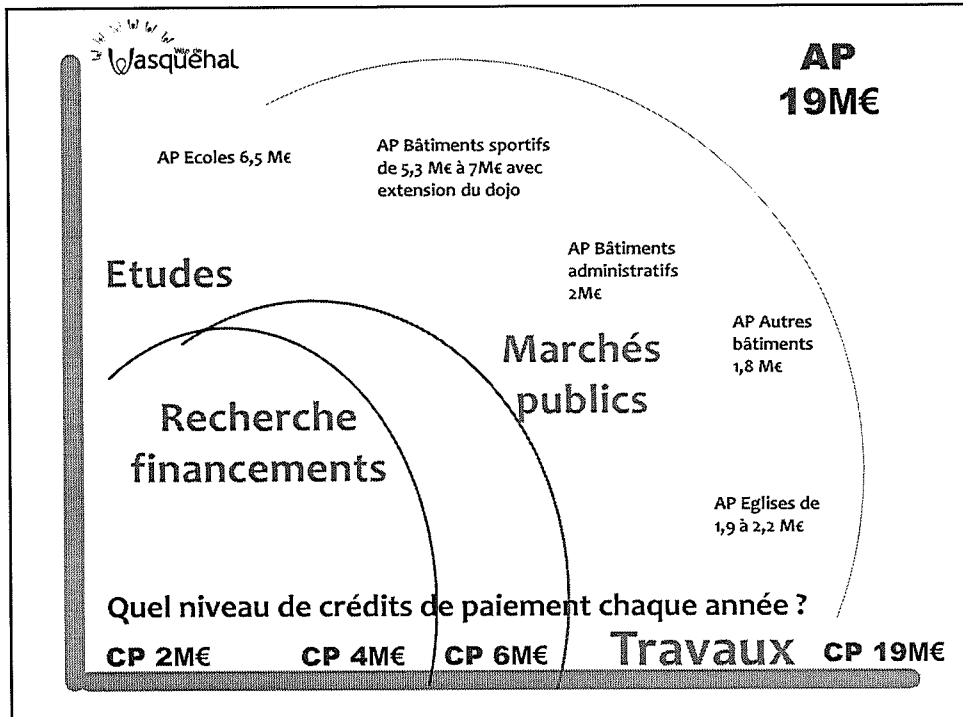 Ville de
Wasquehal
AP
19M€
AP Ecoles 6,5 M€
AP Bâtiments sportifs
de 5,3 M€ à 7M€ avec
extension du dojo
AP Bâtiments
administratifs
2M€
Etudes
AP Autres
bâtiments
1,8 M€
Marchés
publics
Recherche
financements
AP Eglises de
1,9 à 2,2 M€
Quel niveau de crédits de paiement chaque année ?
CP 2M€ CP 4M€ CP 6M€ Travaux CP 19M€